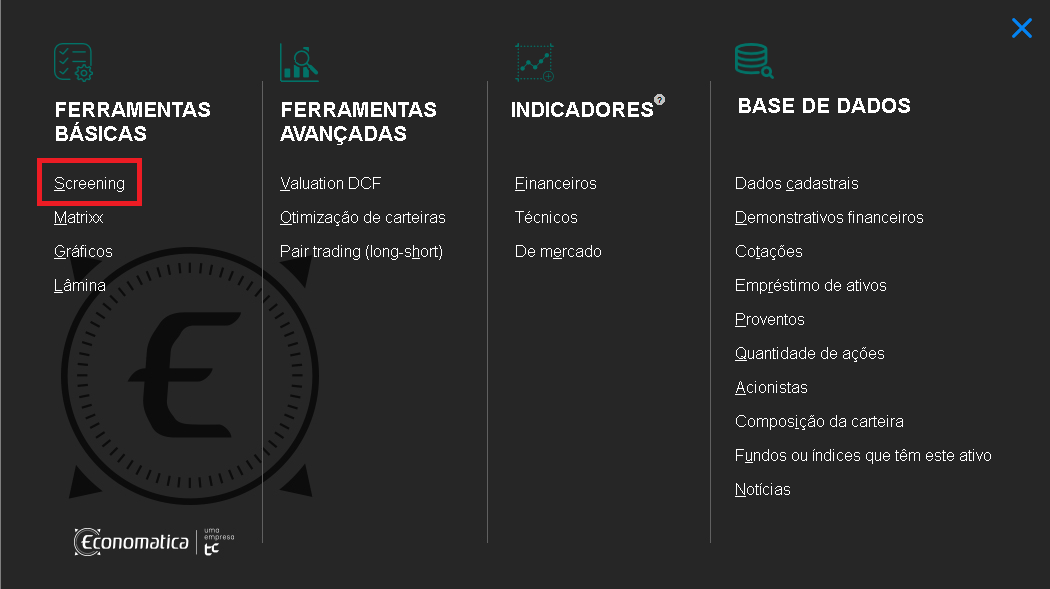 FERRAMENTAS
BÁSICAS
Screening
Matrixx
Gráficos
Lâmina
FERRAMENTAS
AVANÇADAS
Valuation DCF
Otimização de carteiras
Pair trading (long-short)
INDICADORES?
Financeiros
Técnicos
De mercado
BASE DE DADOS
Dados cadastrais
Demonstrativos financeiros
Cotações
Empréstimo de ativos
Proventos
Quantidade de ações
Acionistas
Composição da carteira
Fundos ou índices que têm este ativo
Notícias
Economatica
uma
empresa
tc